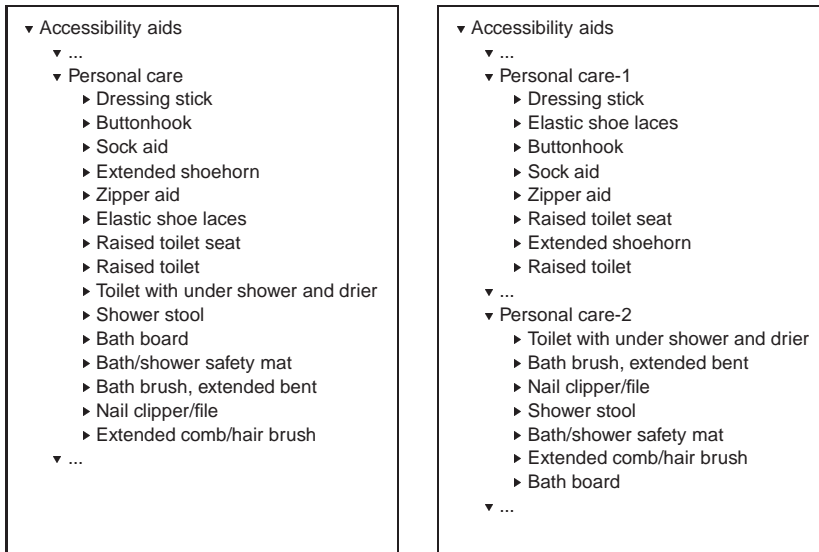 Accessibility aids
...
Personal care
Dressing stick
Buttonhook
Sock aid
Extended shoehorn
Zipper aid
Elastic shoe laces
Raised toilet seat
Raised toilet
Toilet with under shower and drier
Shower stool
Bath board
Bath/shower safety mat
Bath brush, extended bent
Nail clipper/file
Extended comb/hair brush
...
Accessibility aids
...
Personal care-1
Dressing stick
Elastic shoe laces
Buttonhook
Sock aid
Zipper aid
Raised toilet seat
Extended shoehorn
Raised toilet
...
Personal care-2
Toilet with under shower and drier
Bath brush, extended bent
Nail clipper/file
Shower stool
Bath/shower safety mat
Extended comb/hair brush
Bath board
...